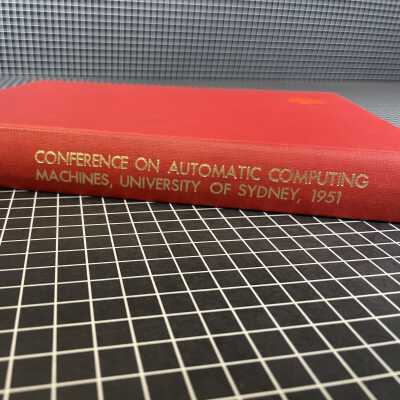 CONFERENCE ON AUTOMATIC COMPUTING
MACHINES, UNIVERSITY OF SYDNEY, 1951